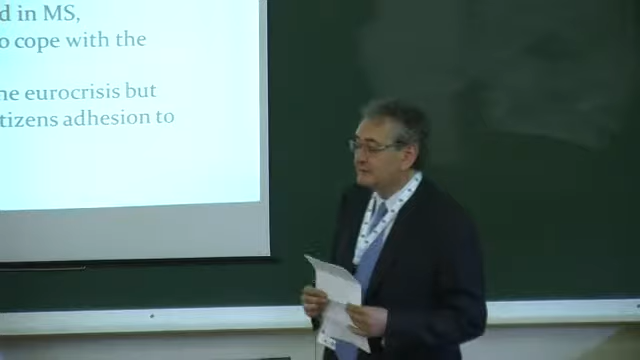 d in MS,
o cope with the
he eurocrisis but
tizens adhesion to